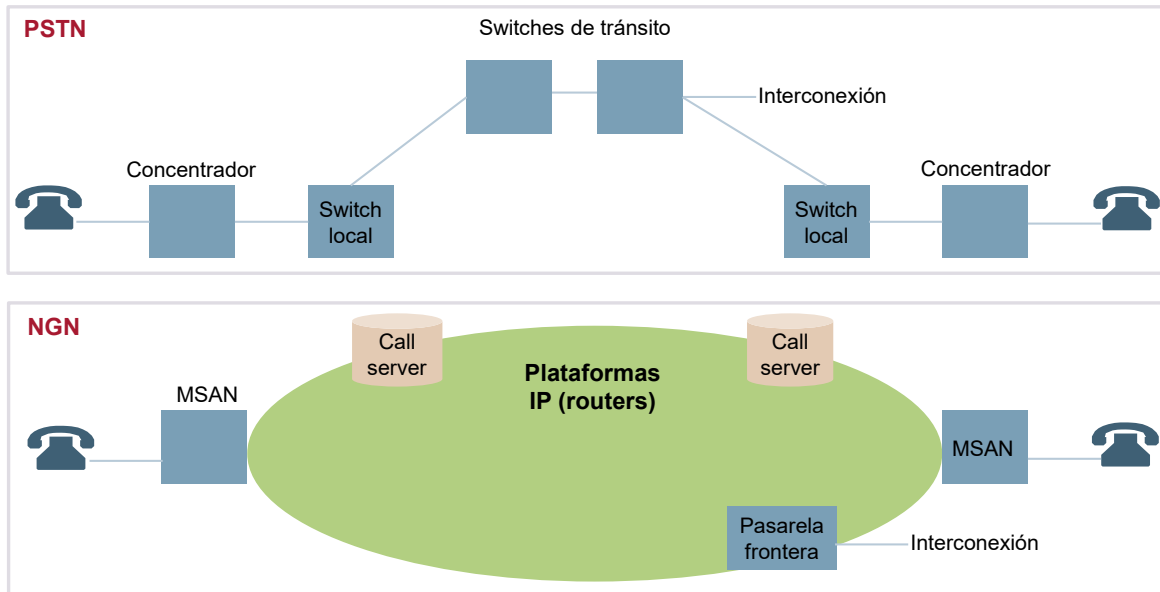 PSTN
Switches de tránsito
Interconexión
Concentrador
Concentrador
Switch
local
Switch
local
NGN
Call
server
Call
server
Plataformas
IP (routers)
MSAN
MSAN
Pasarela
frontera
Interconexión